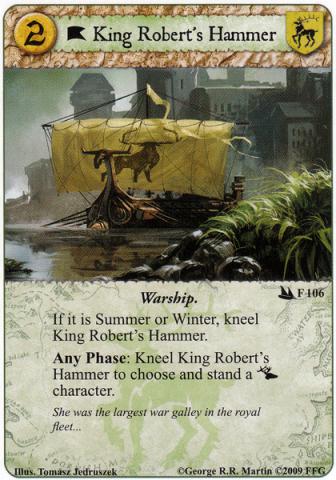 2 King Robert's Hammer
F106
Warship.
If it is Summer or Winter, kneel
King Robert's Hammer.
Any Phase: Kneel King Robert's
Hammer to choose and stand a
character.
She was the largest war galley in the royal
fleet...
Illus. Tomasz Jedruszek ©George R.R. Martin ©2009 FFG